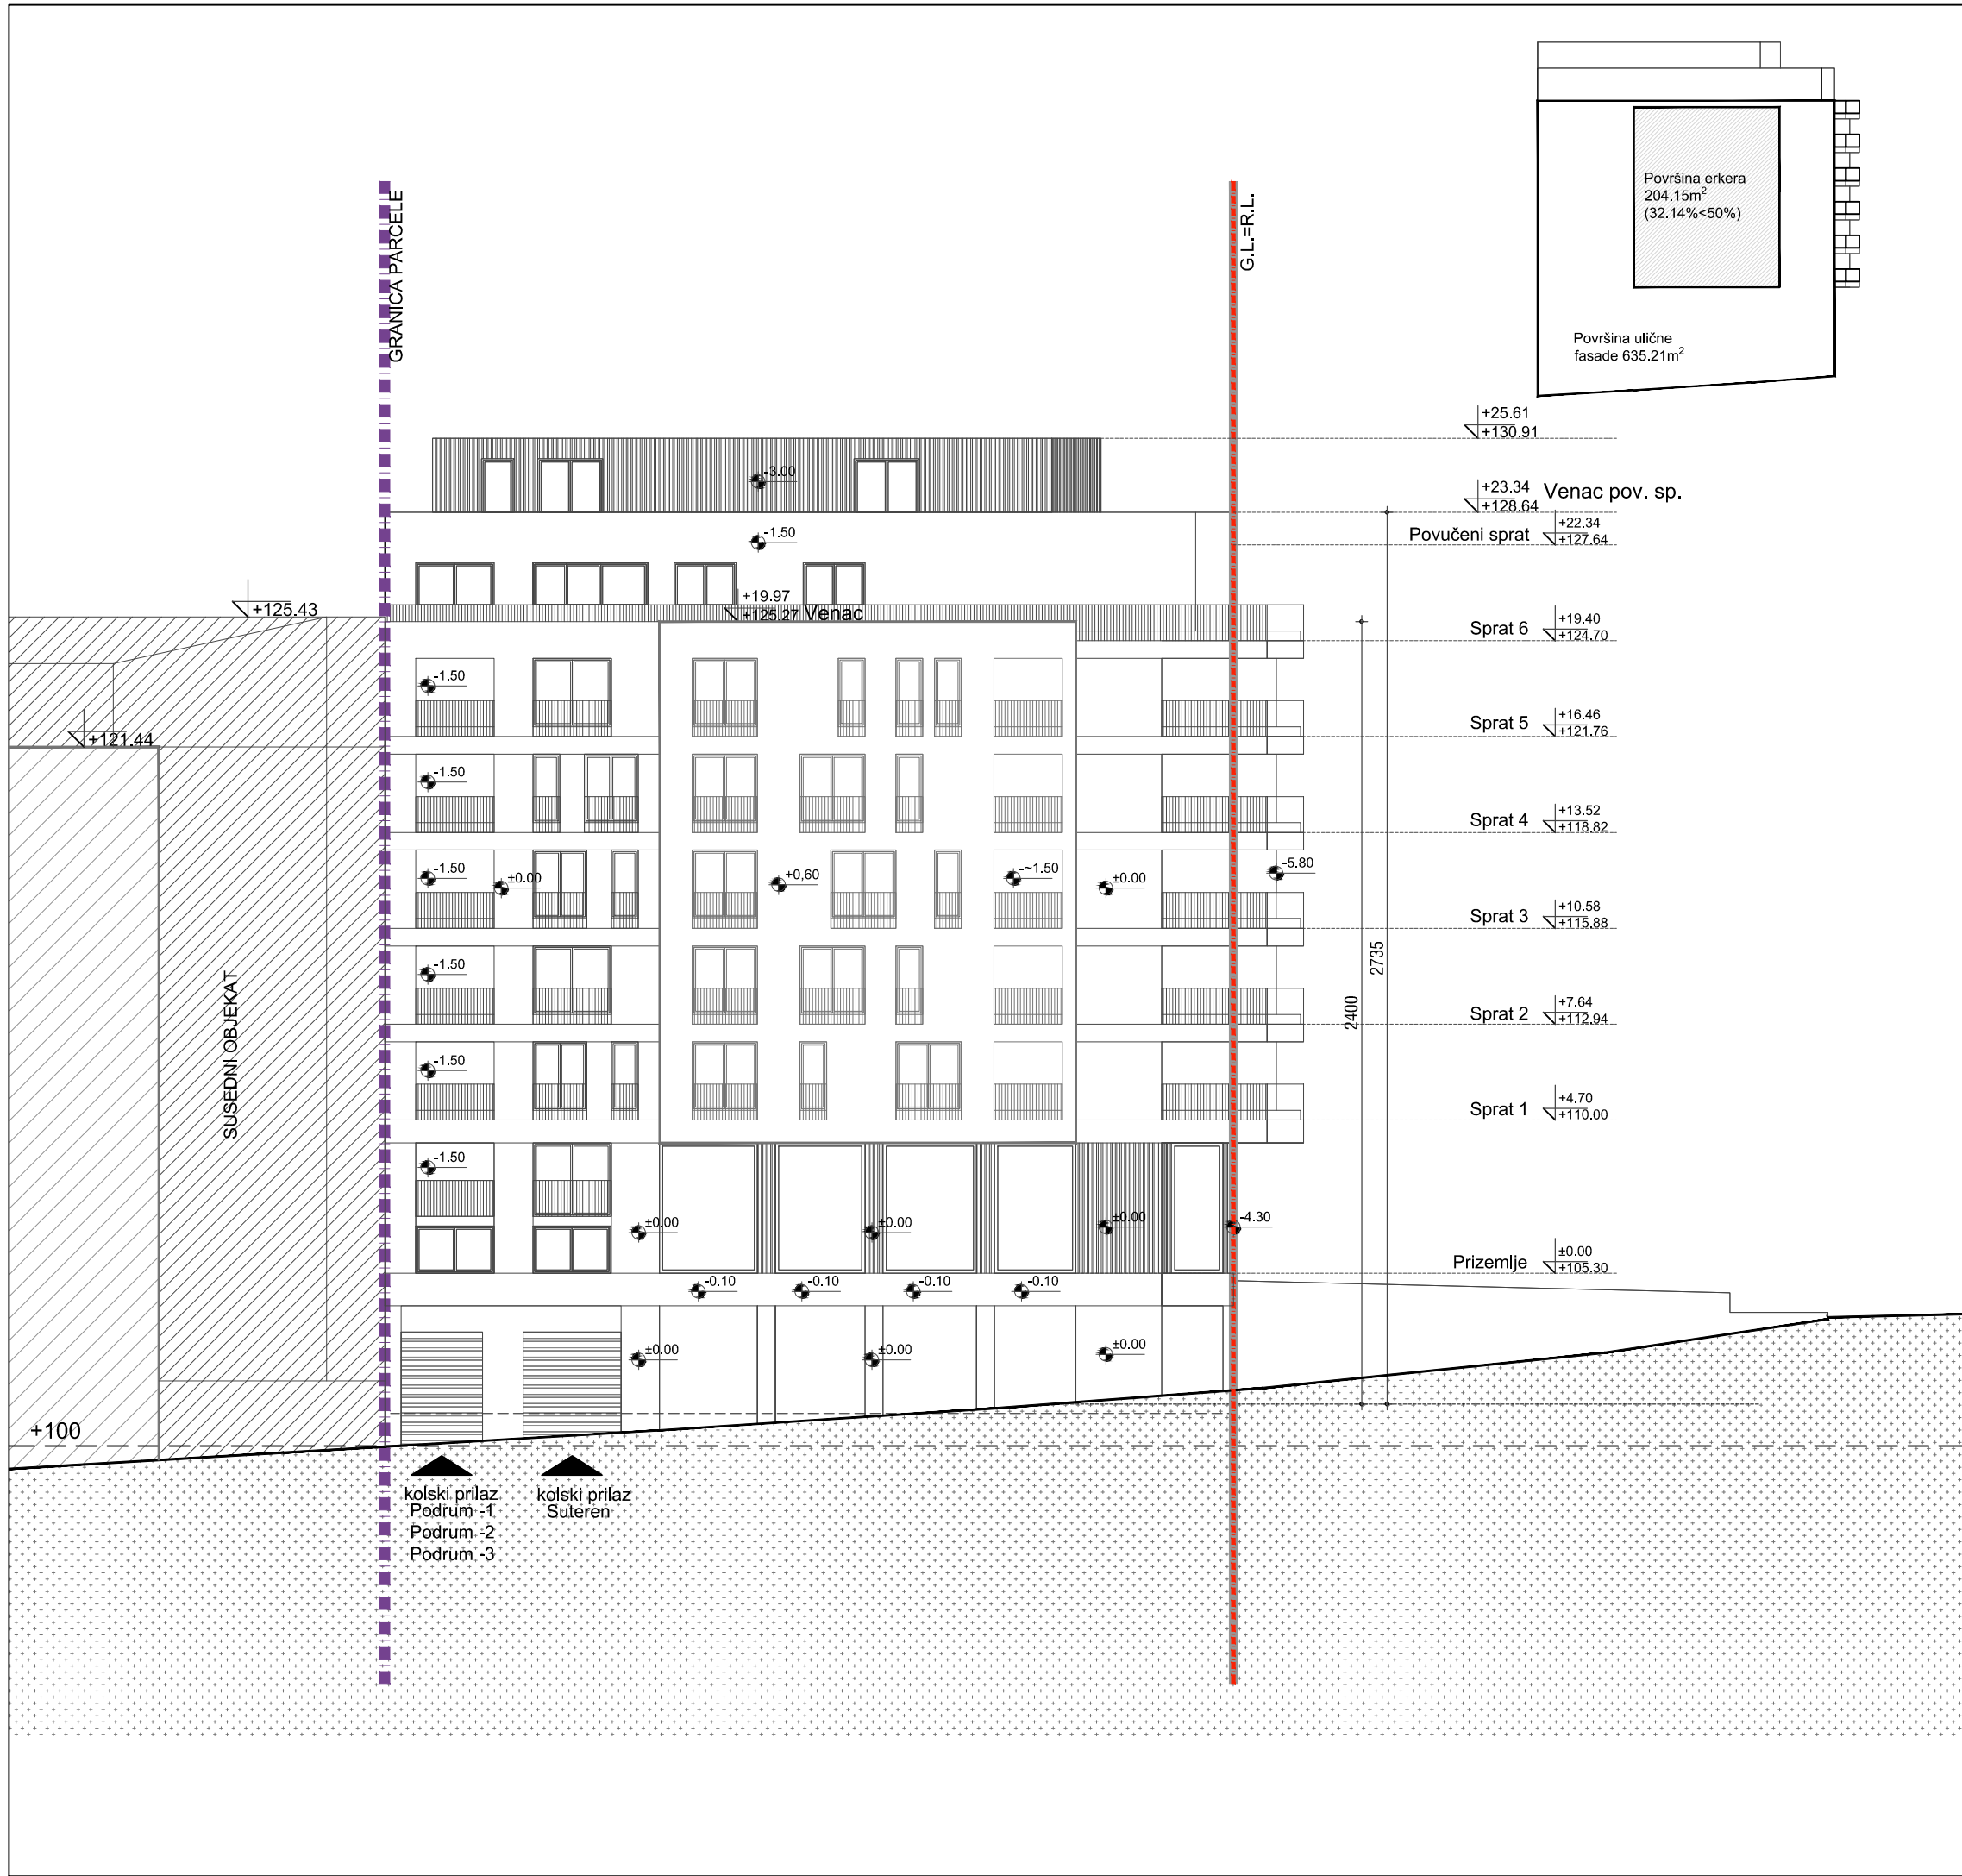 Površina erkera
204.15m²
(32.14%<50%)
Površina ulične
fasade 635.21m²
GRANICA PARCELE
G.L.=R.L.
+25.61
+130.91
+23.34
+128.64
Venac pov. sp.
Povučeni sprat
+22.34
+127.64
-3.00
-1.50
+19.97
+125.27 Venac
+125.43
+121.44
Sprat 6
+19.40
+124.70
-1.50
Sprat 5
+16.46
+121.76
-1.50
Sprat 4
+13.52
+118.82
-1.50
±0.00
+0,60
-~1.50
±0.00
-5.80
Sprat 3
+10.58
+115.88
-1.50
2735
2400
Sprat 2
+7.64
+112.94
SUSEDNI OBJEKAT
-1.50
Sprat 1
+4.70
+110.00
-1.50
±0.00
±0.00
±0.00
-4.30
Prizemlje
±0.00
+105.30
-0.10
-0.10
-0.10
-0.10
±0.00
±0.00
±0.00
+100
kolski prilaz
Podrum -1
Podrum -2
Podrum -3
kolski prilaz
Suteren